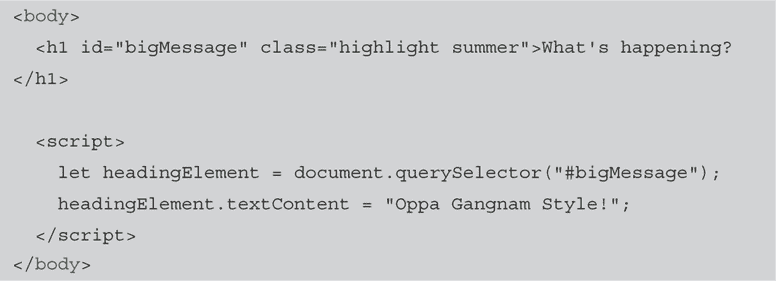 <body>
<h1 id="bigMessage" class="highlight summer">What's happening?
</h1>
<script>
let headingElement = document.querySelector("#bigMessage");
headingElement.textContent = "Oppa Gangnam Style!";
</script>
</body>